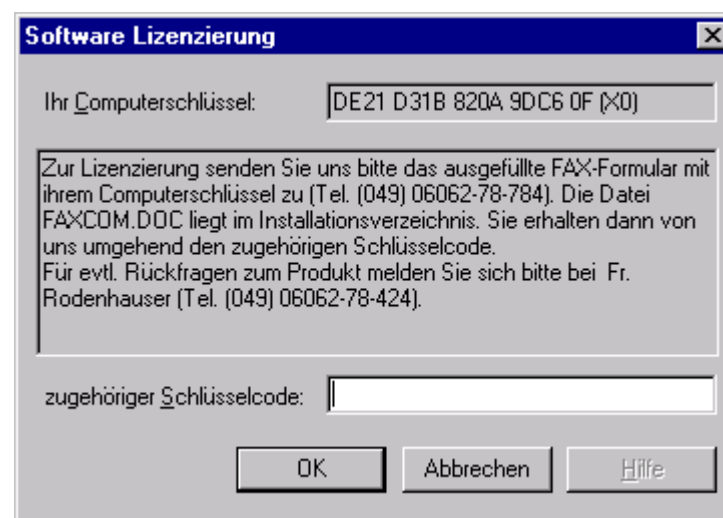 Software Lizenzierung
Ihr Computerschlüssel: DE21 D31B 820A 9DC6 0F (X0)
Zur Lizenzierung senden Sie uns bitte das ausgefüllte FAX-Formular mit
ihrem Computerschlüssel zu (Tel. (049) 06062-78-784). Die Datei
FAXCOM.DOC liegt im Installationsverzeichnis. Sie erhalten dann von
uns umgehend den zugehörigen Schlüsselcode.
Für evtl. Rückfragen zum Produkt melden Sie sich bitte bei  Fr.
Rodenhauser (Tel. (049) 06062-78-424).
zugehöriger Schlüsselcode:
OK Abbrechen Hilfe